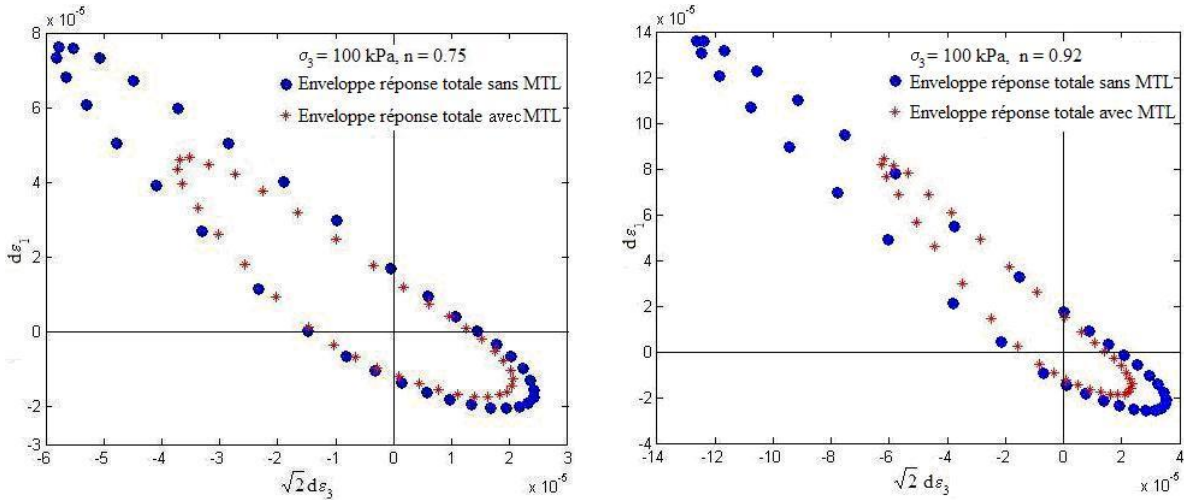 x 10⁻⁵
8
6
4
2
0
-2
-3
dε₁
σ₃ = 100 kPa, n = 0.75
Enveloppe réponse totale sans MTL
Enveloppe réponse totale avec MTL
-6 -5 -4 -3 -2 -1 0 1 2 3
x 10⁻⁵
√2 dε₃
x 10⁻⁵
14
12
10
8
6
4
2
0
-2
-4
dε₁
σ₃ = 100 kPa, n = 0.92
Enveloppe réponse totale sans MTL
Enveloppe réponse totale avec MTL
-14 -12 -10 -8 -6 -4 -2 0 2 4
x 10⁻⁵
√2 dε₃